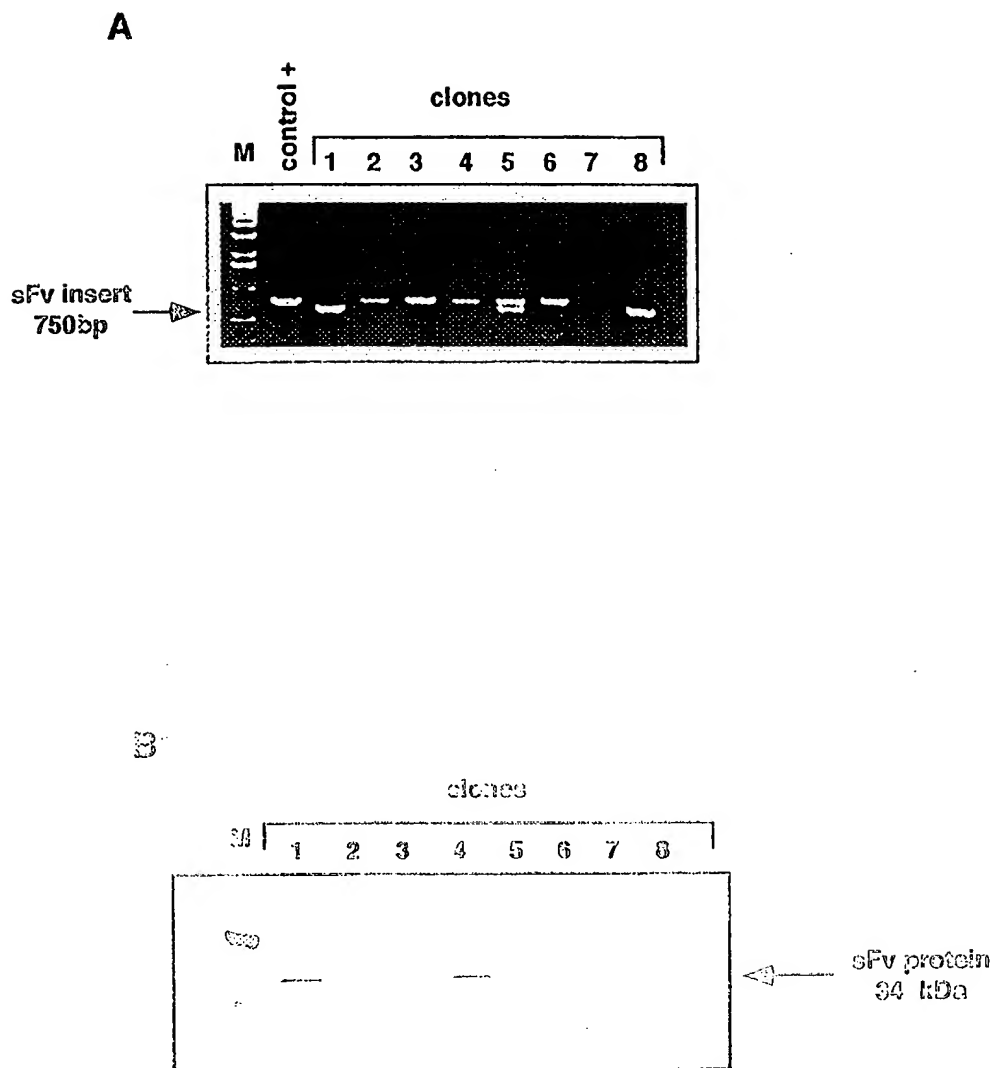 A
control +
clones
M 1 2 3 4 5 6 7 8
sFv insert
750bp
B
clones
M 1 2 3 4 5 6 7 8
sFv protein
34 kDa